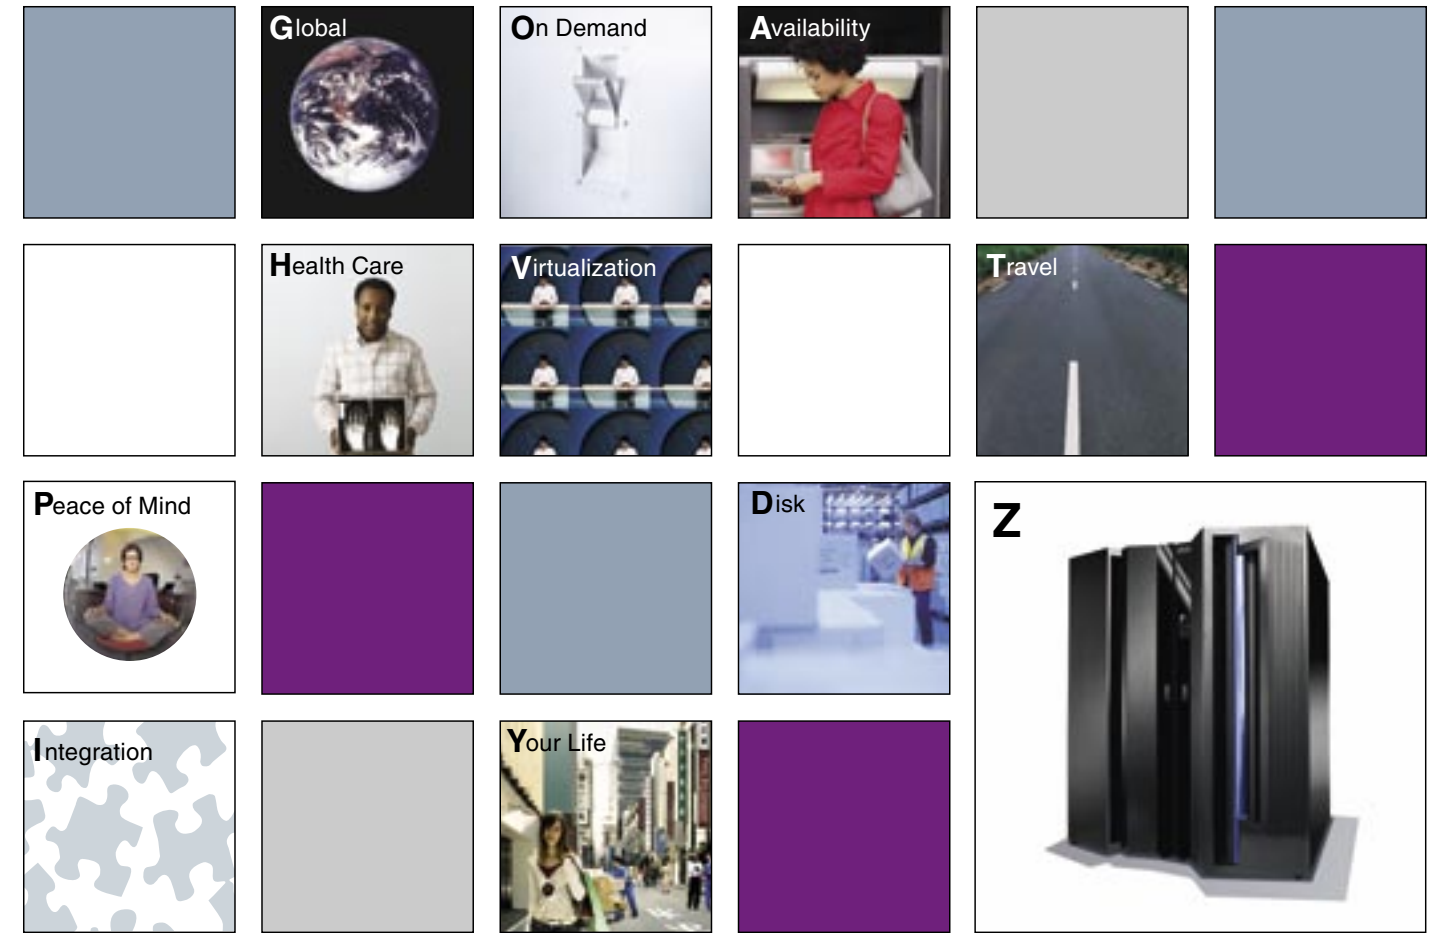 Global
On Demand
Availability
Health Care
Virtualization
Travel
Peace of Mind
Disk
Z
Integration
Your Life